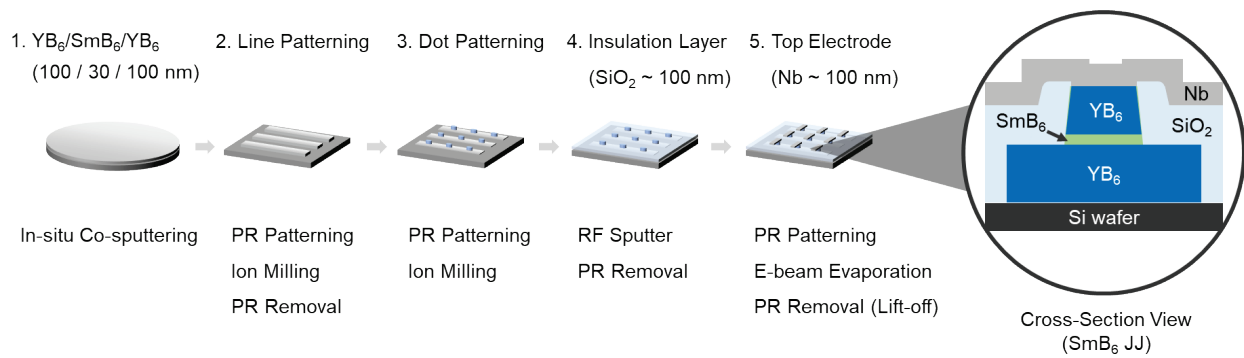 1. YB₆/SmB₆/YB₆
(100 / 30 / 100 nm)
2. Line Patterning
3. Dot Patterning
4. Insulation Layer
(SiO₂ ~ 100 nm)
5. Top Electrode
(Nb ~ 100 nm)
In-situ Co-sputtering
PR Patterning
Ion Milling
PR Removal
PR Patterning
Ion Milling
RF Sputter
PR Removal
PR Patterning
E-beam Evaporation
PR Removal (Lift-off)
Nb
YB₆
SmB₆
SiO₂
YB₆
Si wafer
Cross-Section View
(SmB₆ JJ)